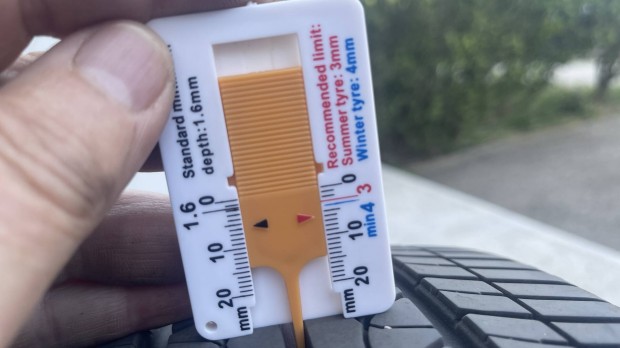 Standard
depth:1.6mm
Recommended limit:
Summer tyre: 3mm
Winter tyre: 4mm
1.6 0
10
20
mm
0
3
min4
10
20
mm